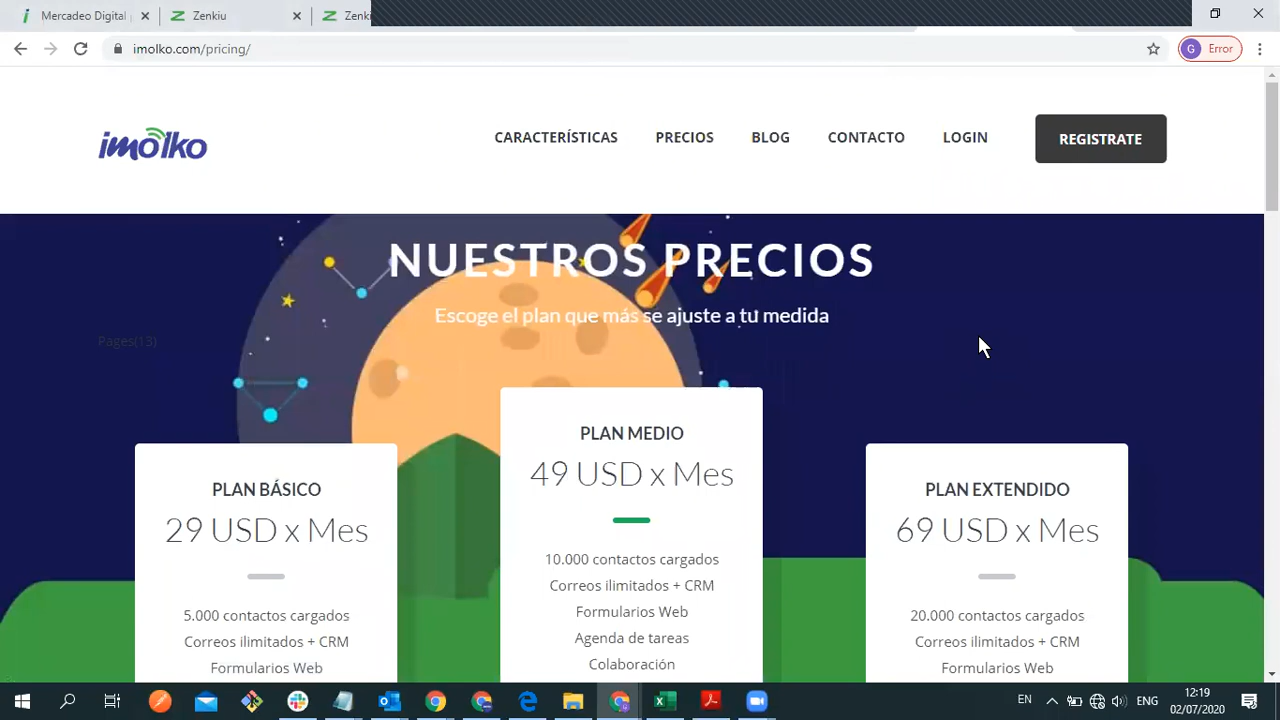 Mercadeo Digital
Zenkiu
Zenki
imolko.com/pricing/
G
Error
imolko
CARACTERÍSTICAS
PRECIOS
BLOG
CONTACTO
LOGIN
REGISTRATE
NUESTROS PRECIOS
Escoge el plan que más se ajuste a tu medida
Pages(13)
PLAN BÁSICO
29 USD x Mes
5.000 contactos cargados
Correos ilimitados + CRM
Formularios Web
PLAN MEDIO
49 USD x Mes
10.000 contactos cargados
Correos ilimitados + CRM
Formularios Web
Agenda de tareas
Colaboración
PLAN EXTENDIDO
69 USD x Mes
20.000 contactos cargados
Correos ilimitados + CRM
Formularios Web
EN
ENG
12:19
02/07/2020